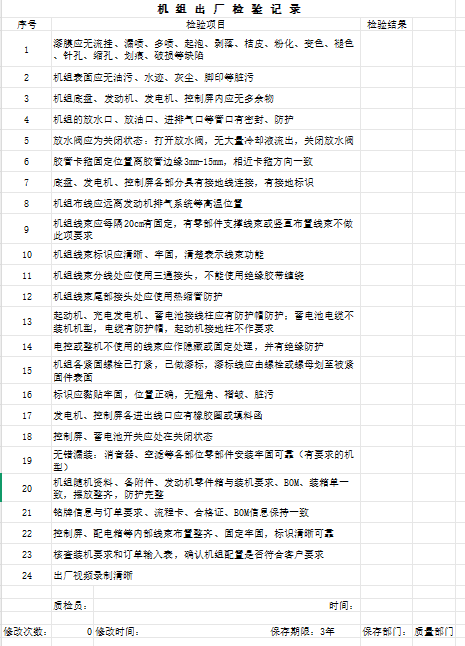 机 组 出 厂 检 验 记 录
序号 检验项目 检验结果
1 漆膜应无流挂、漏喷、多喷、起泡、剥落、桔皮、粉化、变色、褪色
、针孔、缩孔、划痕、破损等缺陷
2 机组表面应无油污、水迹、灰尘、脚印等脏污
3 机组底盘、发动机、发电机、控制屏内应无多余物
4 机组的放水口、放油口、进排气口等管口有密封、防护
5 放水阀应为关闭状态：打开放水阀，无大量冷却液流出，关闭放水阀
6 胶管卡箍固定位置离胶管边缘3mm-15mm，相近卡箍方向一致
7 底盘、发电机、控制屏各部分具有接地线连接，有接地标识
8 机组布线应远离发动机排气系统等高温位置
9 机组线束应每隔20cm有固定，有零部件支撑线束或竖直布置线束不做
此项要求
10 机组线束标识应清晰、牢固，清楚表示线束功能
11 机组线束分线处应使用三通接头，不能使用绝缘胶带缠绕
12 机组线束尾部接头处应使用热缩管防护
13 起动机、充电发电机、蓄电池接线柱应有防护帽防护；蓄电池电缆不
装机机型，电缆有防护帽，起动机接地柱不作要求
14 电控或整机不使用的线束应作隐藏或固定处理，并有绝缘防护
15 机组各紧固螺栓已打紧，已做漆标，漆标线应由螺栓或螺母划至被紧
固件表面
16 标识应黏贴牢固，位置正确，无翘角、褶皱、脏污
17 发电机、控制屏各进出线口应有橡胶圈或填料函
18 控制屏、蓄电池开关应处在关闭状态
19 无错漏装：消音器、空滤等各部位零部件安装牢固可靠（有要求的机
型）
20 机组随机资料、备附件、发动机零件箱与装机要求、BOM、装箱单一
致，摆放整齐，防护完整
21 铭牌信息与订单要求、流程卡、合格证、BOM信息保持一致
22 控制屏、配电箱等内部线束布置整齐、固定牢固，标识清晰可靠
23 核查装机要求和订单输入表，确认机组配置是否符合客户要求
24 出厂视频录制清晰
质检员： 时间：
修改次数： 0 修改时间： 保存期限：3年 保存部门： 质量部门